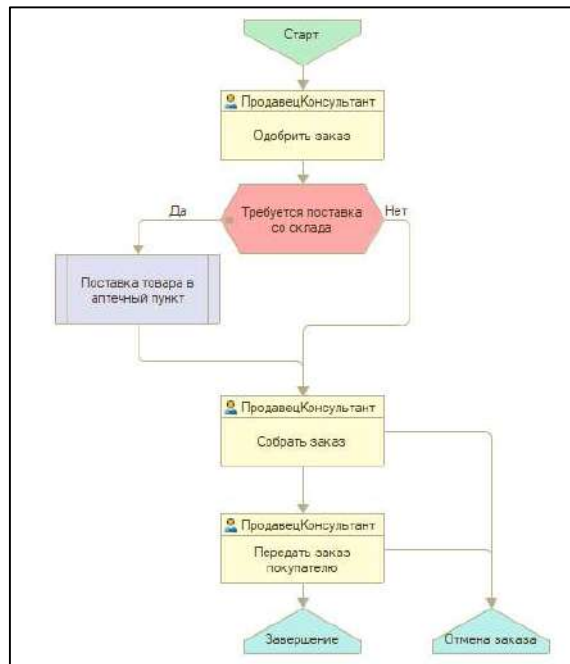 Старт
ПродавецКонсультант
Одобрить заказ
Требуется поставка
со склада
Да
Нет
Поставка товара в
аптечный пункт
ПродавецКонсультант
Собрать заказ
ПродавецКонсультант
Передать заказ
покупателю
Завершение
Отмена заказа